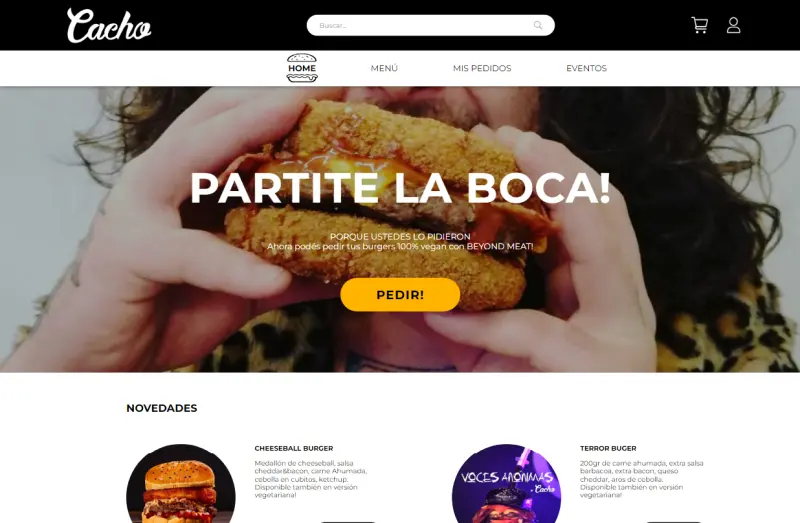 Cacho
Buscar...
HOME
MENÚ
MIS PEDIDOS
EVENTOS
PARTITE LA BOCA!
PORQUE USTEDES LO PIDIERON
Ahora podés pedir tus burgers 100% vegan con BEYOND MEAT!
PEDIR!
NOVEDADES
CHEESEBALL BURGER
Medallón de cheeseball, salsa
cheddar&bacon, carne Ahumada,
cebolla en cubitos, ketchup.
Disponible también en versión
vegetariana!
VOCES ANÓNIMAS
Cacho
TERROR BUGER
200gr de carne ahumada, extra salsa
barbacoa, extra bacon, queso
cheddar, aros de cebolla.
Disponible también en versión
vegetariana!